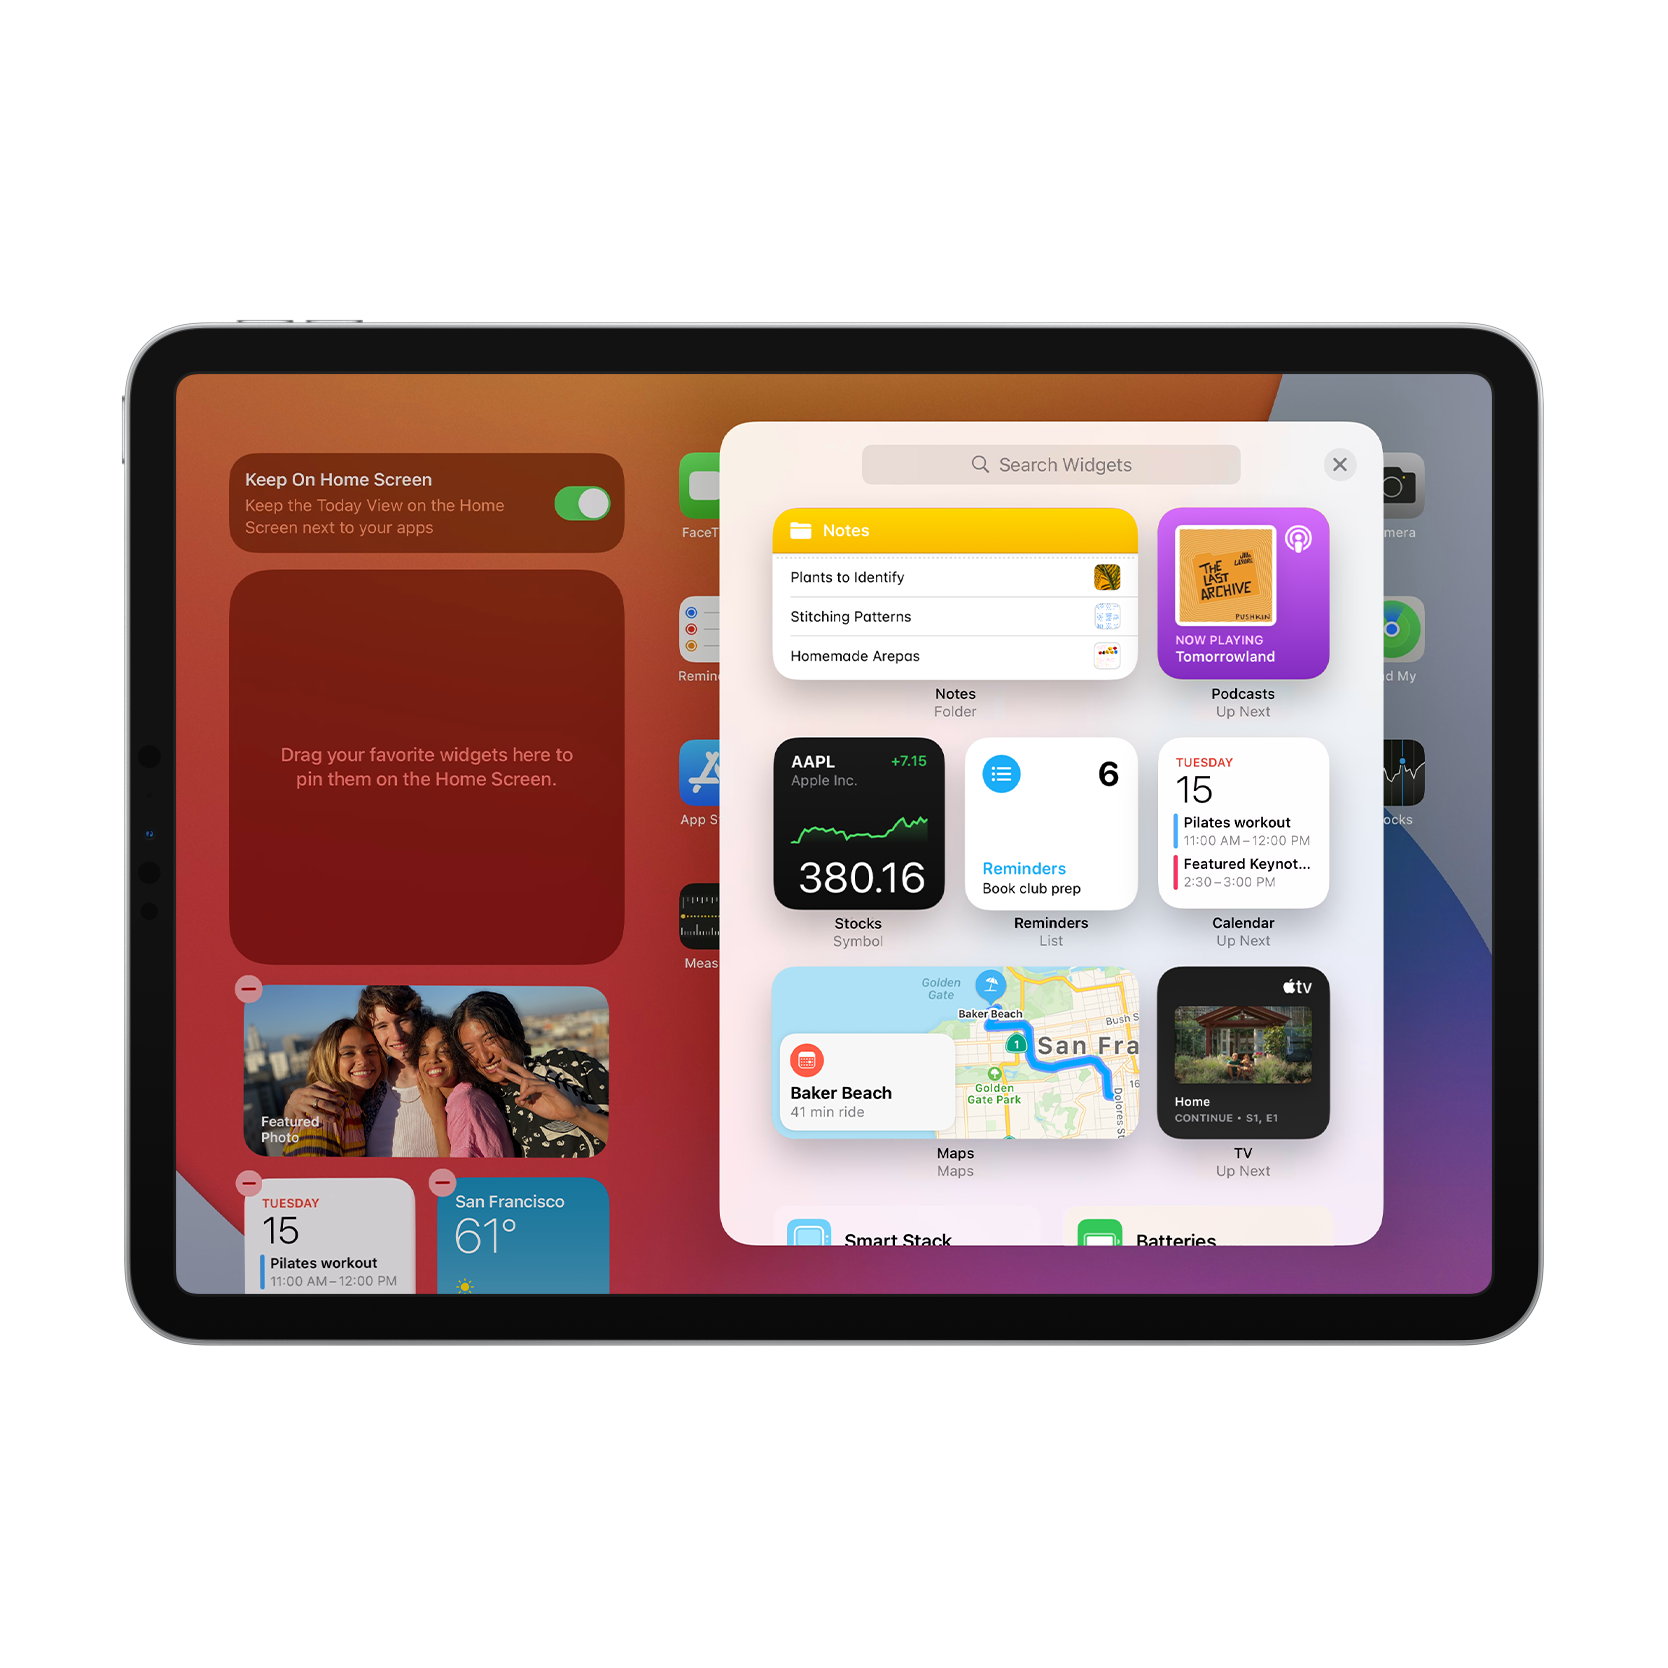 Keep On Home Screen
Keep the Today View on the Home
Screen next to your apps
Drag your favorite widgets here to
pin them on the Home Screen.
Featured
Photo
TUESDAY
15
Pilates workout
11:00 AM–12:00 PM
San Francisco
61°
FaceT
Remin
App S
Meas
Search Widgets
Notes
Plants to Identify
Stitching Patterns
Homemade Arepas
Notes
Folder
THE
LAST
ARCHIVE
JILL
LEPORE
PUSHKIN
NOW PLAYING
Tomorrowland
Podcasts
Up Next
AAPL
+7.15
Apple Inc.
380.16
Stocks
Symbol
6
Reminders
Book club prep
Reminders
List
TUESDAY
15
Pilates workout
11:00 AM–12:00 PM
Featured Keynot...
2:30–3:00 PM
Calendar
Up Next
Golden
Gate
Baker Beach
Bush S
1
San Fra
Golden
Gate Park
16
Dolores St
Baker Beach
41 min ride
Maps
Maps
tv
Home
CONTINUE • S1, E1
TV
Up Next
Smart Stack
Batteries
mera
d My
ocks